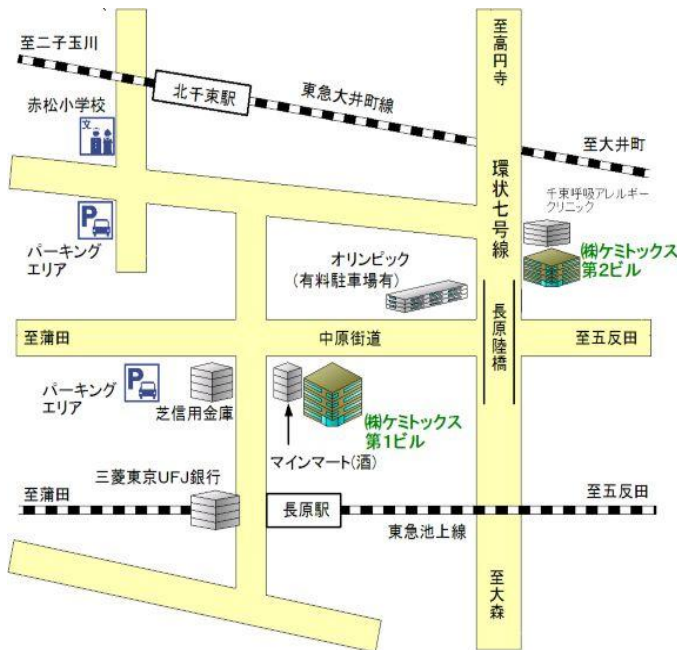 至二子玉川
至高円寺
北千束駅
東急大井町線
赤松小学校
文
至大井町
環状七号線
千束呼吸アレルギー
クリニック
P
パーキング
エリア
オリンピック
(有料駐車場有)
㈱ケミトックス
第2ビル
至蒲田
中原街道
長原陸橋
至五反田
P
パーキング
エリア
芝信用金庫
㈱ケミトックス
第1ビル
マインマート(酒)
三菱東京UFJ銀行
至蒲田
長原駅
至五反田
東急池上線
至大森